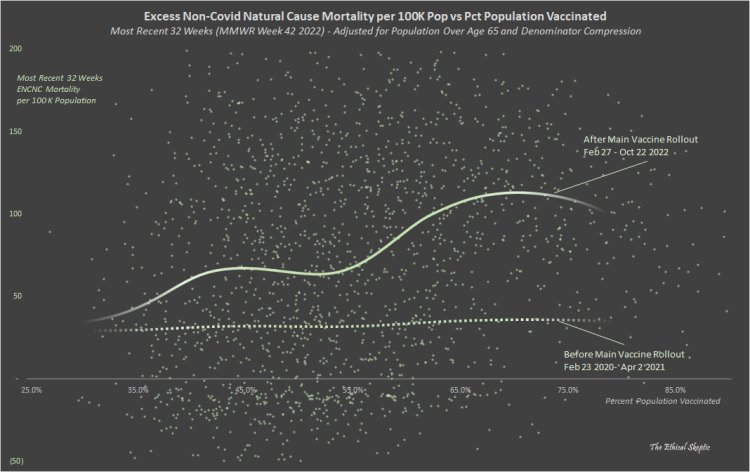 Excess Non-Covid Natural Cause Mortality per 100K Pop vs Pct Population Vaccinated
Most Recent 32 Weeks (MMWR Week 42 2022) - Adjusted for Population Over Age 65 and Denominator Compression
200
Most Recent 32 Weeks
ENCNC Mortality
per 100K Population
150
After Main Vaccine Rollout
Feb 27 - Oct 22 2022
100
50
Before Main Vaccine Rollout
Feb 23 2020 - Apr 2 2021
-
25.0%
35.0%
45.0%
55.0%
65.0%
75.0%
85.0%
Percent Population Vaccinated
The Ethical Skeptic
(50)